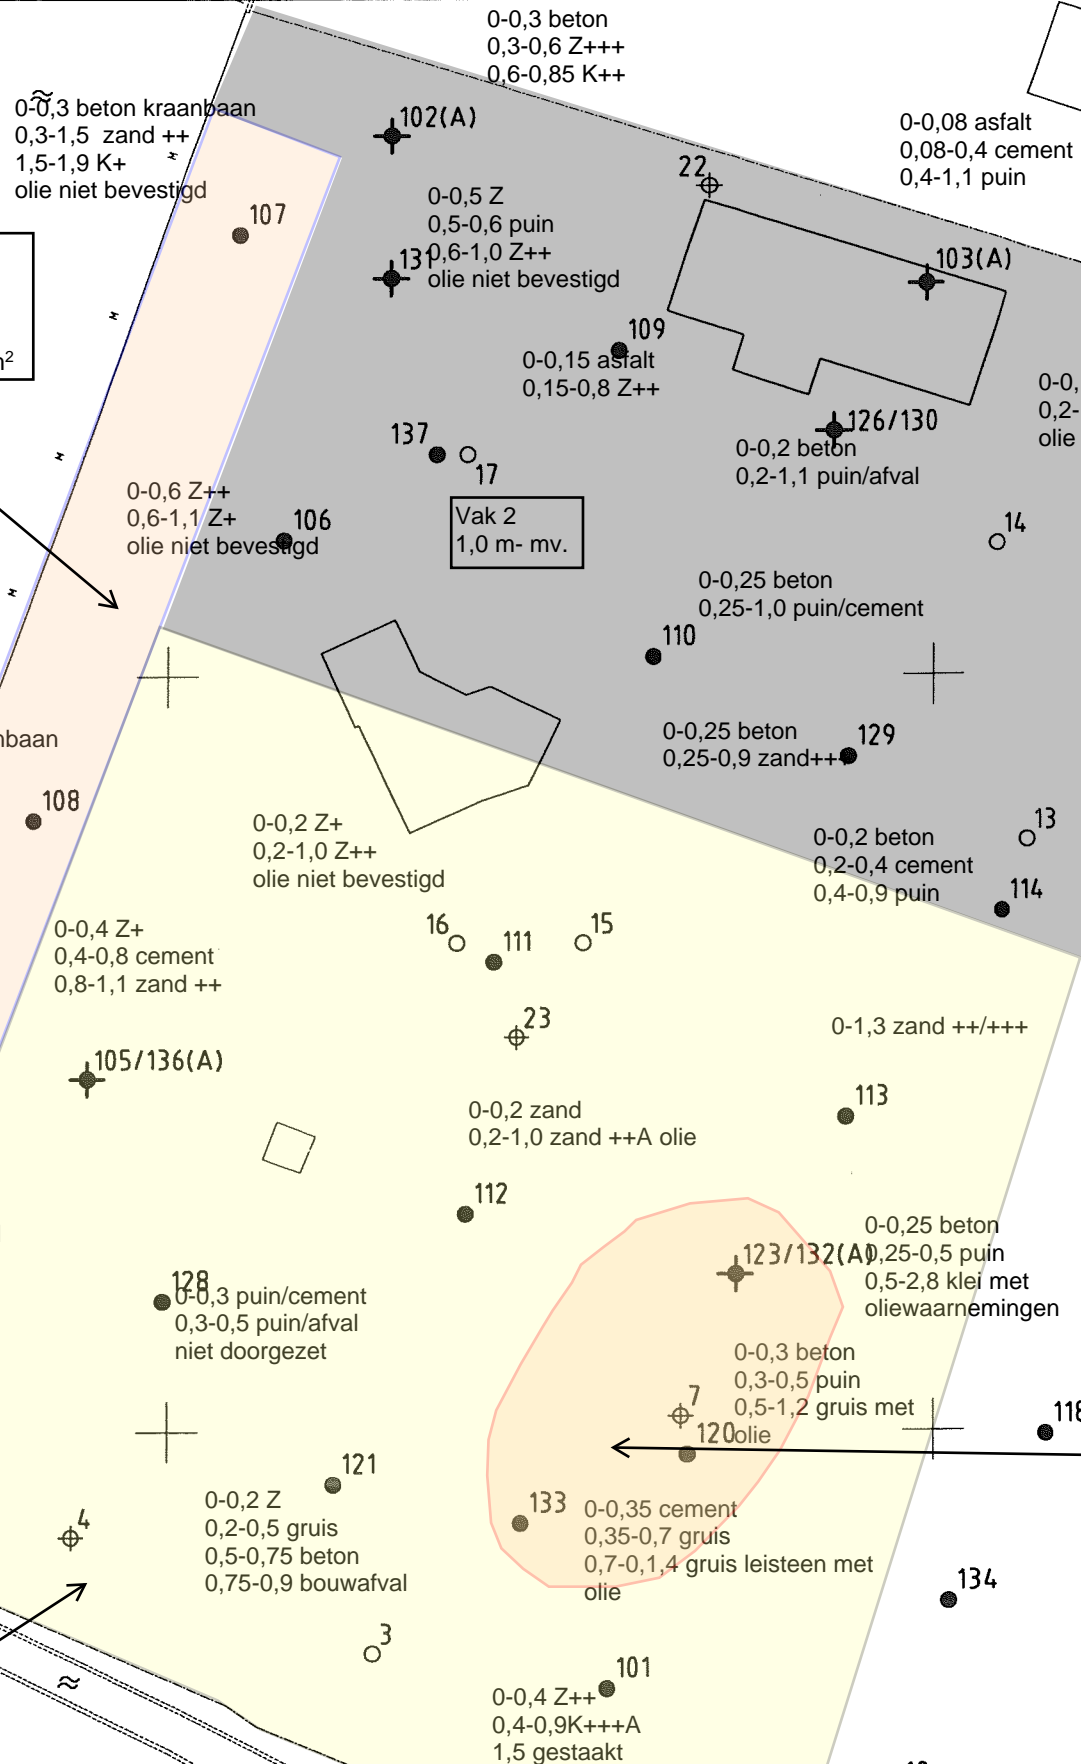 0-0,3 beton
0,3-0,6 Z+++
0,6-0,85 K++
≈
0-0,3 beton kraanbaan
0,3-1,5 zand ++
1,5-1,9 K+
olie niet bevestigd
102(A)
0-0,08 asfalt
0,08-0,4 cement
0,4-1,1 puin
22
107
0-0,5 Z
0,5-0,6 puin
0,6-1,0 Z++
olie niet bevestigd
131
103(A)
109
0-0,15 asfalt
0,15-0,8 Z++
m²
0-0,
0,2-
olie
126/130
0-0,2 beton
0,2-1,1 puin/afval
137
17
0-0,6 Z++
0,6-1,1 Z+
olie niet bevestigd
106
Vak 2
1,0 m- mv.
14
0-0,25 beton
0,25-1,0 puin/cement
110
0-0,25 beton
0,25-0,9 zand+++
129
nbaan
108
0-0,2 Z+
0,2-1,0 Z++
olie niet bevestigd
13
0-0,2 beton
0,2-0,4 cement
0,4-0,9 puin
114
0-0,4 Z+
0,4-0,8 cement
0,8-1,1 zand ++
16
111
15
23
0-1,3 zand ++/+++
105/136(A)
113
0-0,2 zand
0,2-1,0 zand ++A olie
112
123/132(A)
0-0,25 beton
0,25-0,5 puin
0,5-2,8 klei met
oliewaarnemingen
128
0-0,3 puin/cement
0,3-0,5 puin/afval
niet doorgezet
0-0,3 beton
0,3-0,5 puin
0,5-1,2 gruis met
olie
7
120
118
121
0-0,2 Z
0,2-0,5 gruis
0,5-0,75 beton
0,75-0,9 bouwafval
133
0-0,35 cement
0,35-0,7 gruis
0,7-0,1,4 gruis leisteen met
olie
4
134
3
101
≈
0-0,4 Z++
0,4-0,9K+++A
1,5 gestaakt